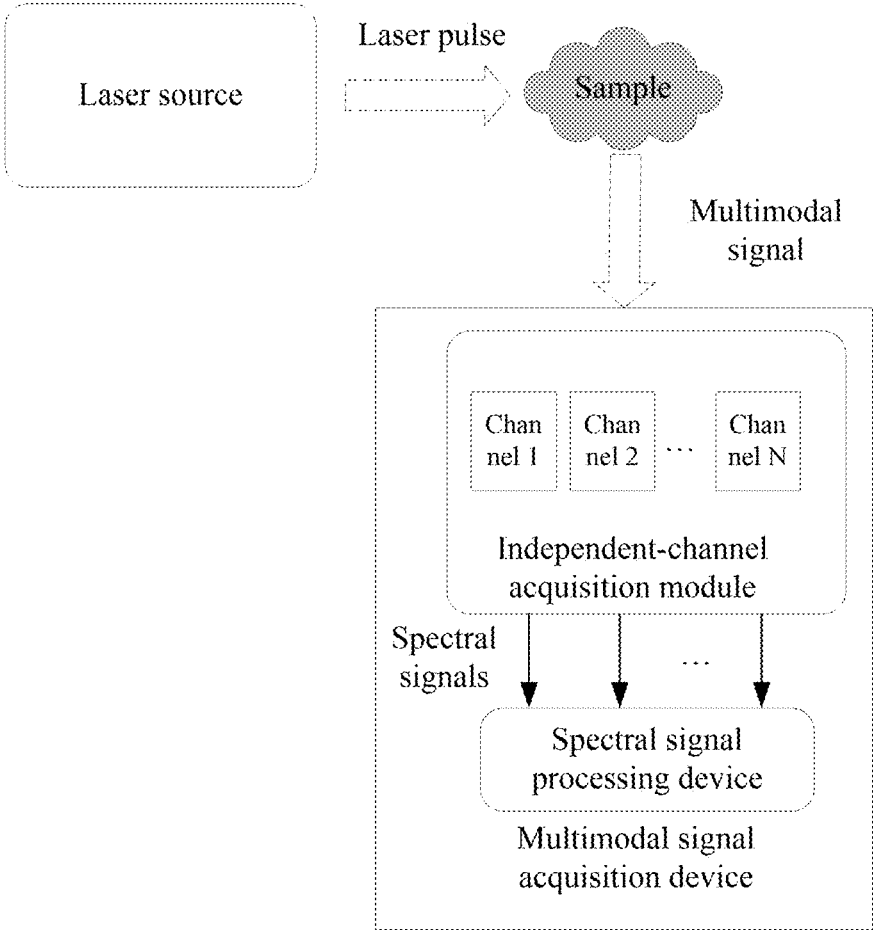 Laser source
Laser pulse
Sample
Multimodal
signal
Chan
nel 1
Chan
nel 2
...
Chan
nel N
Independent-channel
acquisition module
Spectral
signals
...
Spectral signal
processing device
Multimodal signal
acquisition device